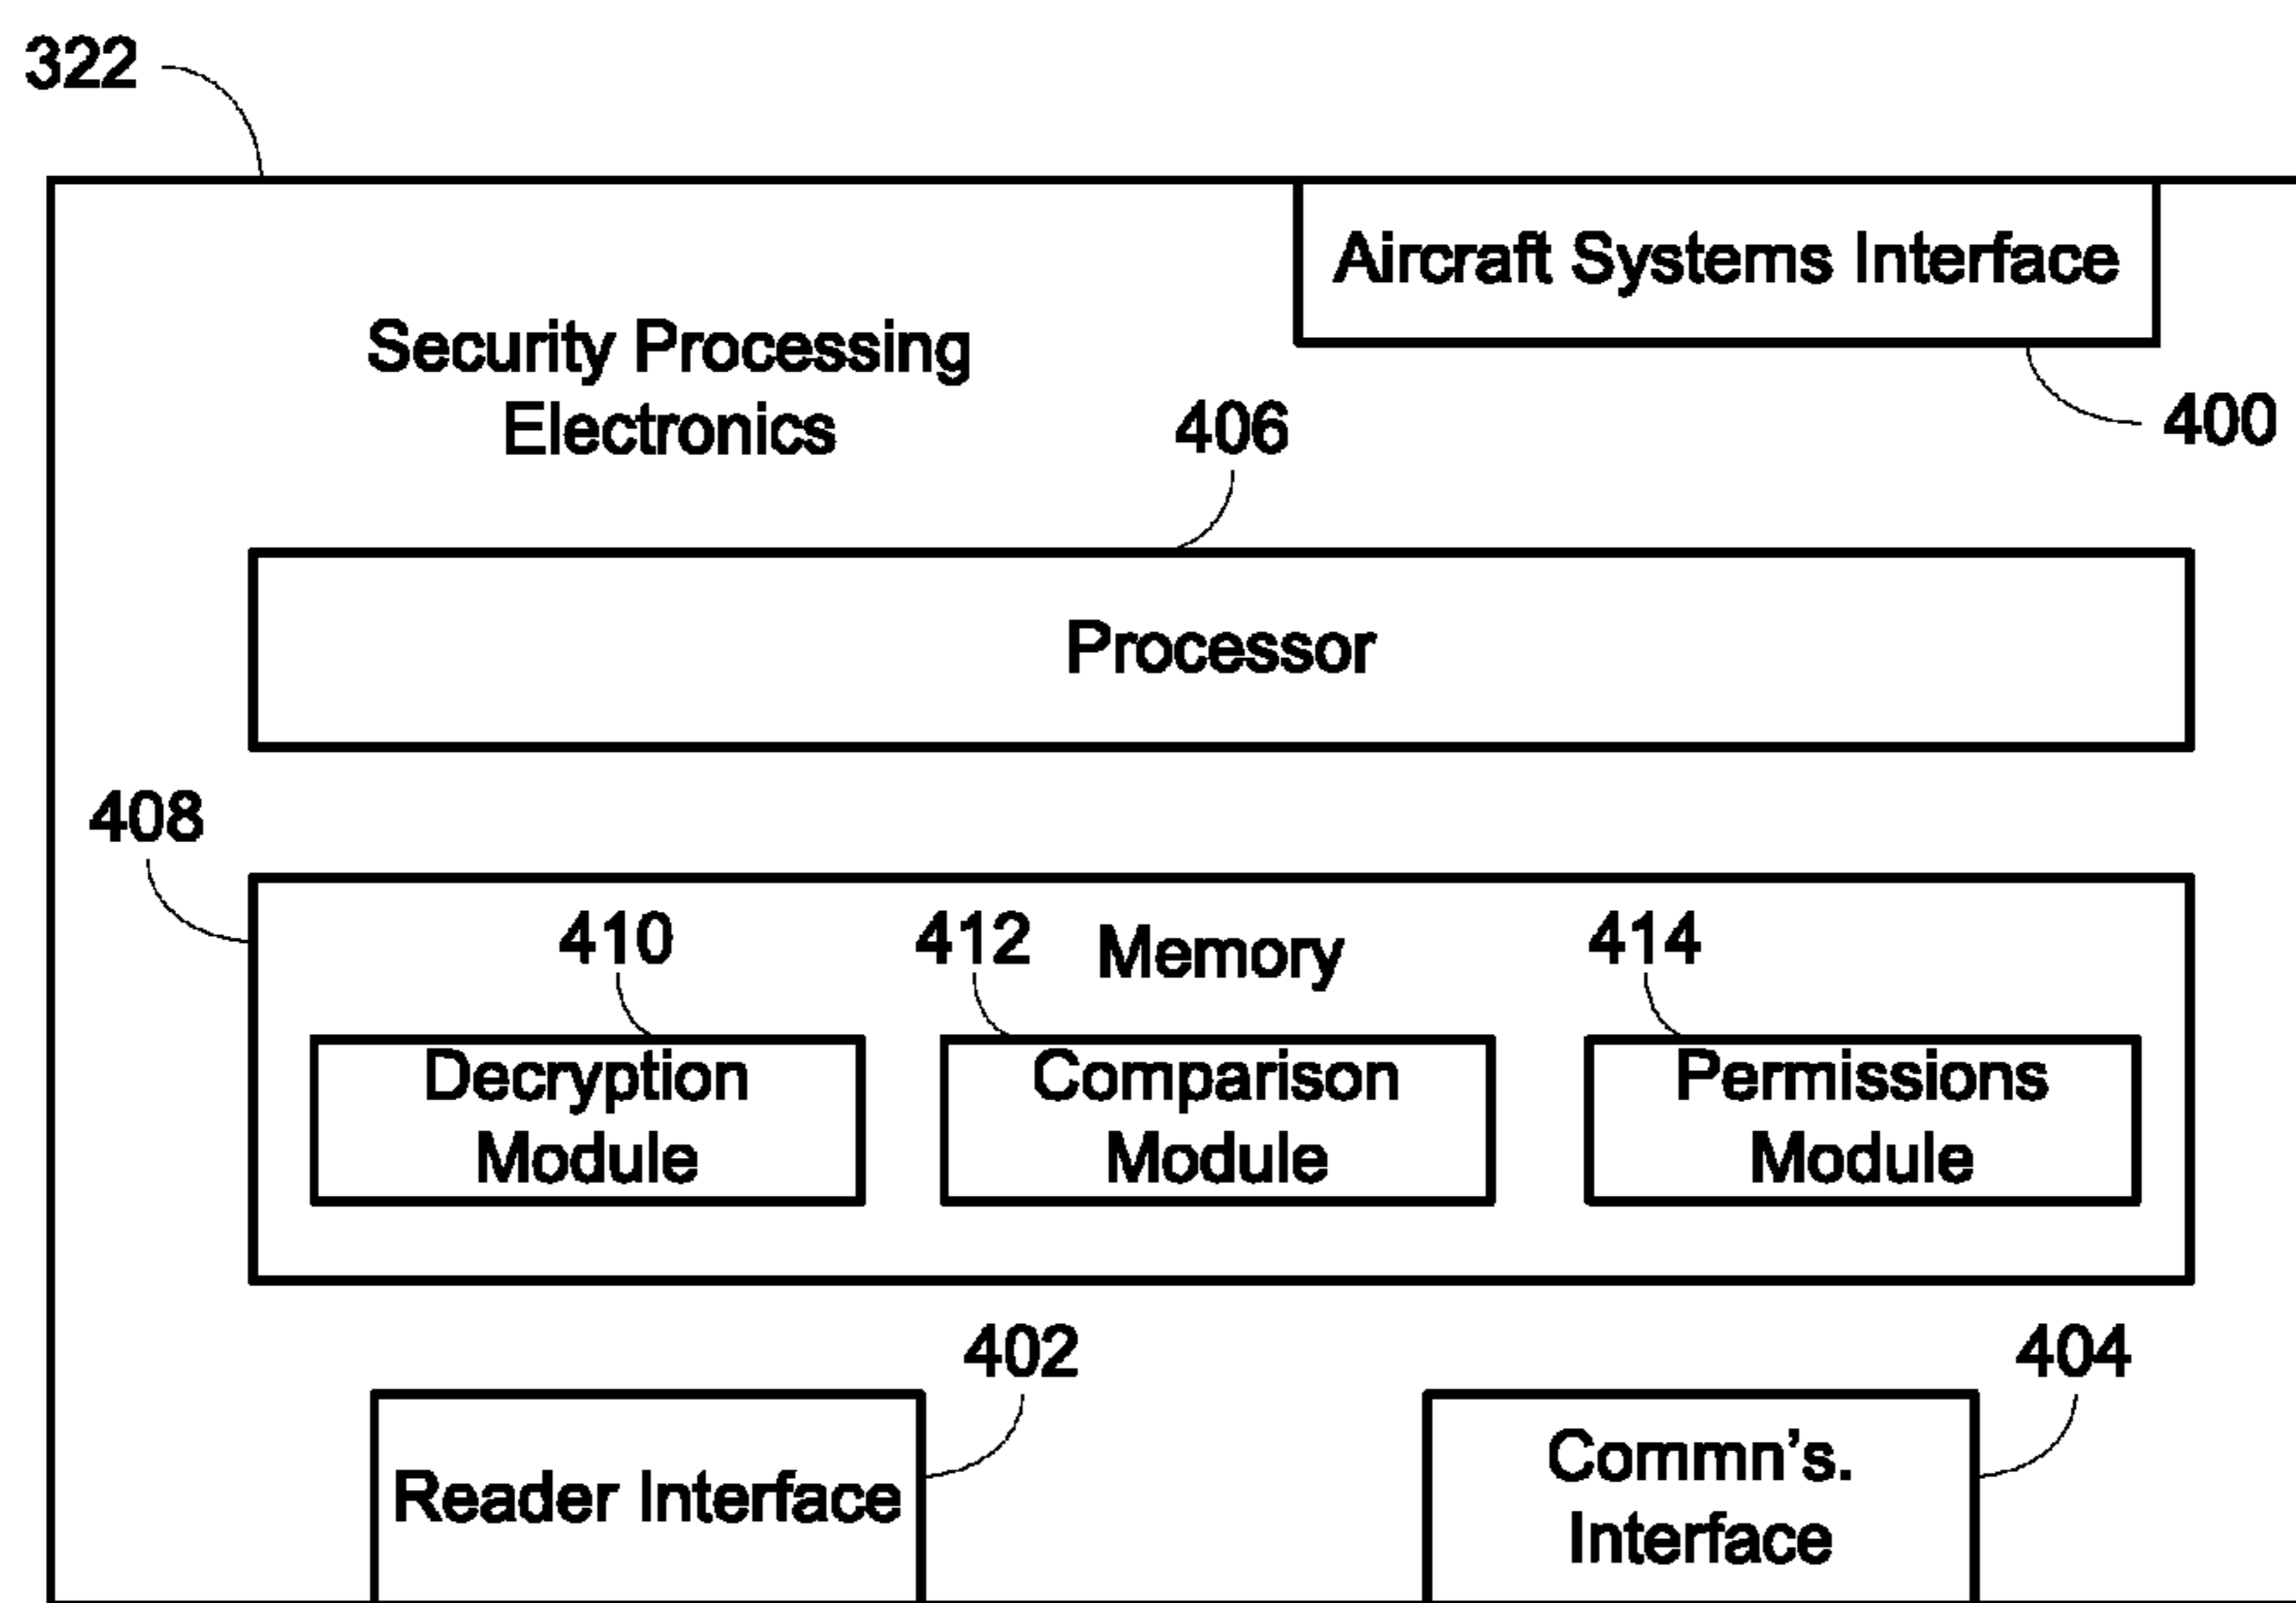 322
Aircraft Systems Interface
Security Processing
Electronics
400
406
Processor
408
Memory
410
412
414
Decryption
Module
Comparison
Module
Permissions
Module
402
404
Reader Interface
Commn's.
Interface